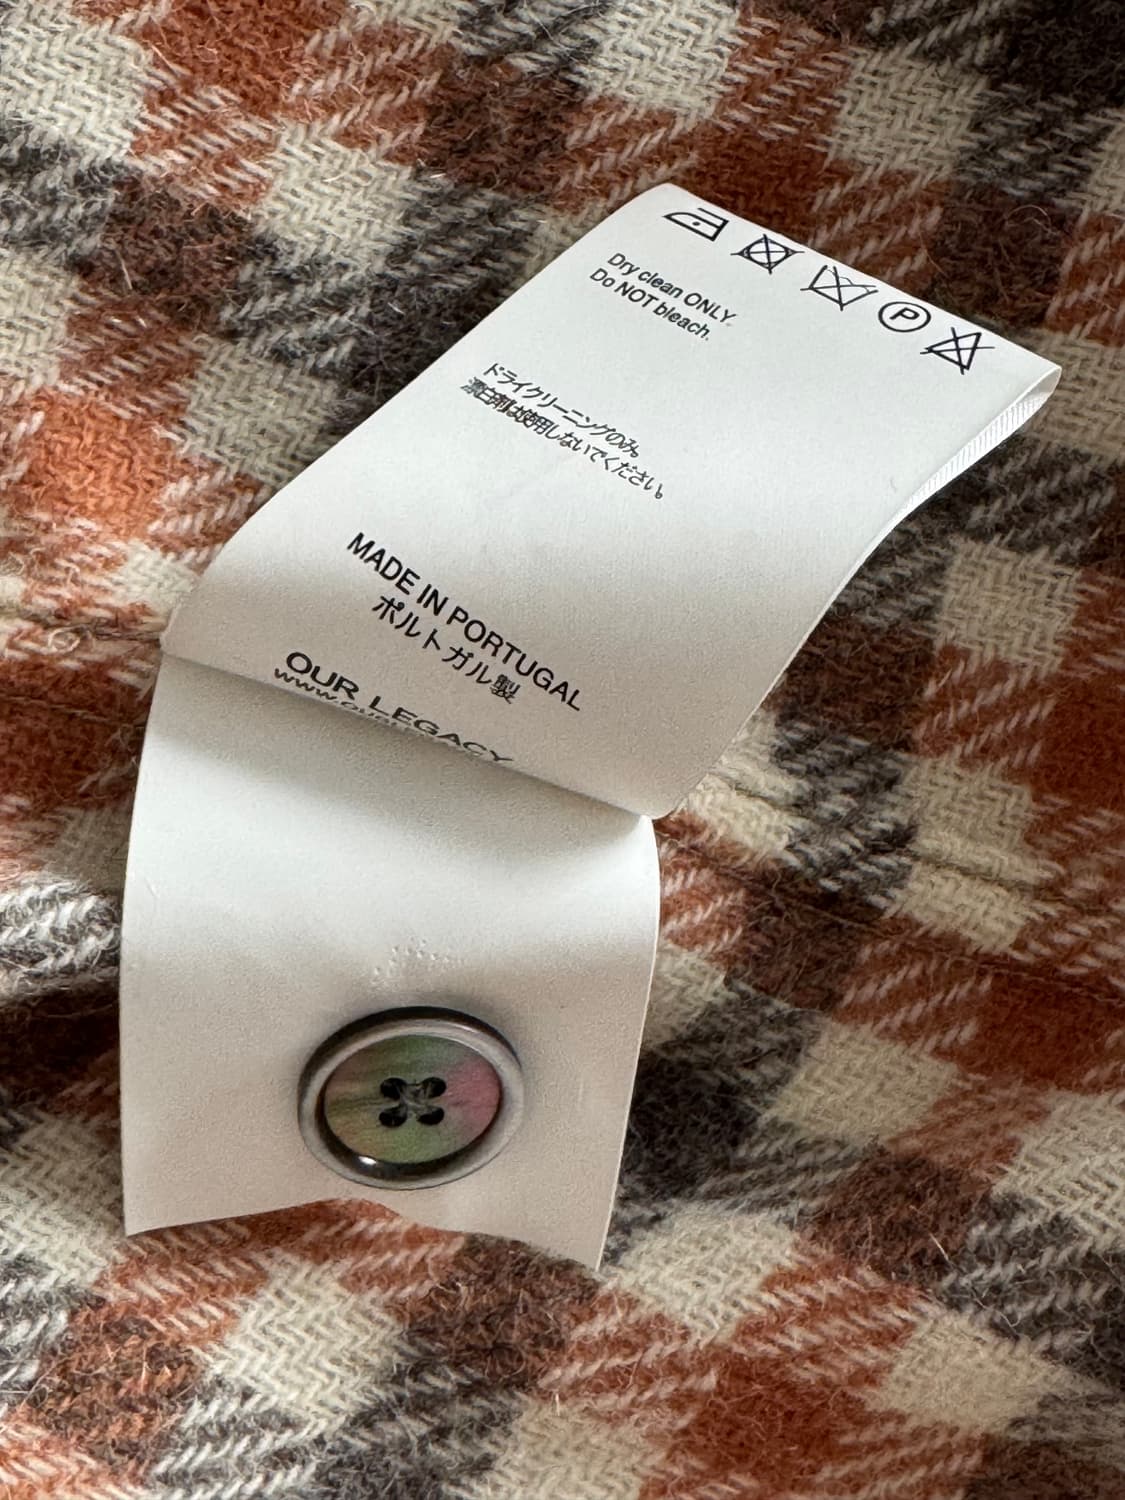 P
Dry clean ONLY.
Do NOT bleach.
ドライクリーニングのみ。
漂白剤は使用しないでください。
MADE IN PORTUGAL
ポルトガル製
OUR LEGACY